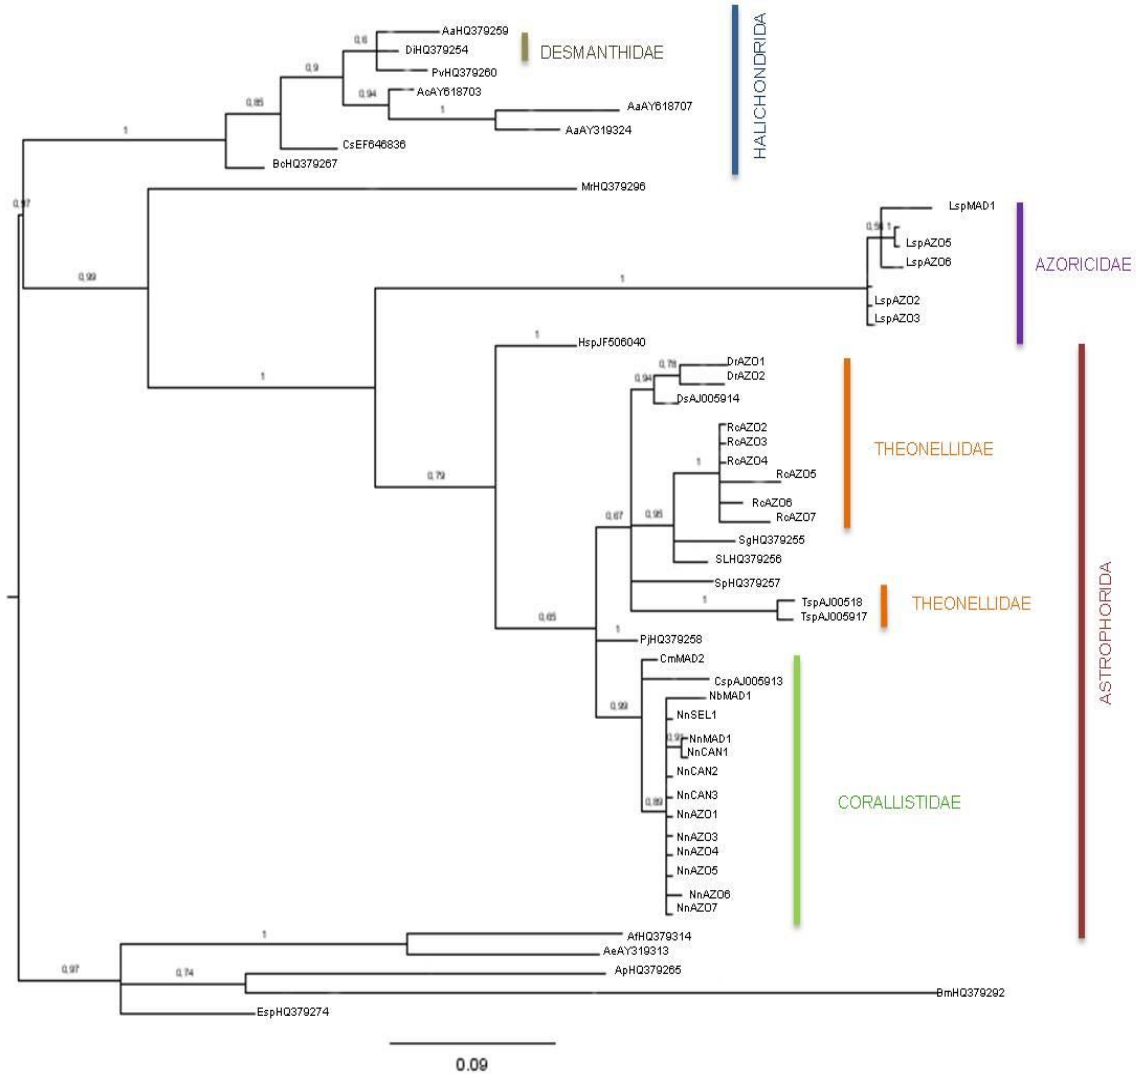 AaHQ379259
0,6
DiHQ379254
DESMANTHIDAE
PvHQ379260
0,9
AcAY618703
0,94
HALICHONDRIDA
0,85
AaAY618707
1
AaAY319324
1
CsEF646836
BcHQ379267
MrHQ379296
0,97
LspMAD1
1
LspAZO5
LspAZO6
AZORICIDAE
0,99
1
LspAZO2
LspAZO3
1
HspJF506040
DrAZO1
0,78
DrAZO2
0,94
DsAJ005914
1
RcAZO2
RcAZO3
THEONELLIDAE
RcAZO4
1
RcAZO5
0,79
RcAZO6
RcAZO7
0,67
0,95
SgHQ379255
SLHQ379256
SpHQ379257
1
TspAJ00518
THEONELLIDAE
TspAJ005917
ASTROPHORIDA
0,65
1
PjHQ379258
CmMAD2
CspAJ005913
NbMAD1
0,99
NnSEL1
NnMAD1
NnCAN1
NnCAN2
NnCAN3
0,89
CORALLISTIDAE
NnAZO1
NnAZO3
NnAZO4
NnAZO5
NnAZO6
NnAZO7
1
AfHQ379314
AeAY319313
0,97
0,74
ApHQ379265
BmHQ379292
EspHQ379274
0.09